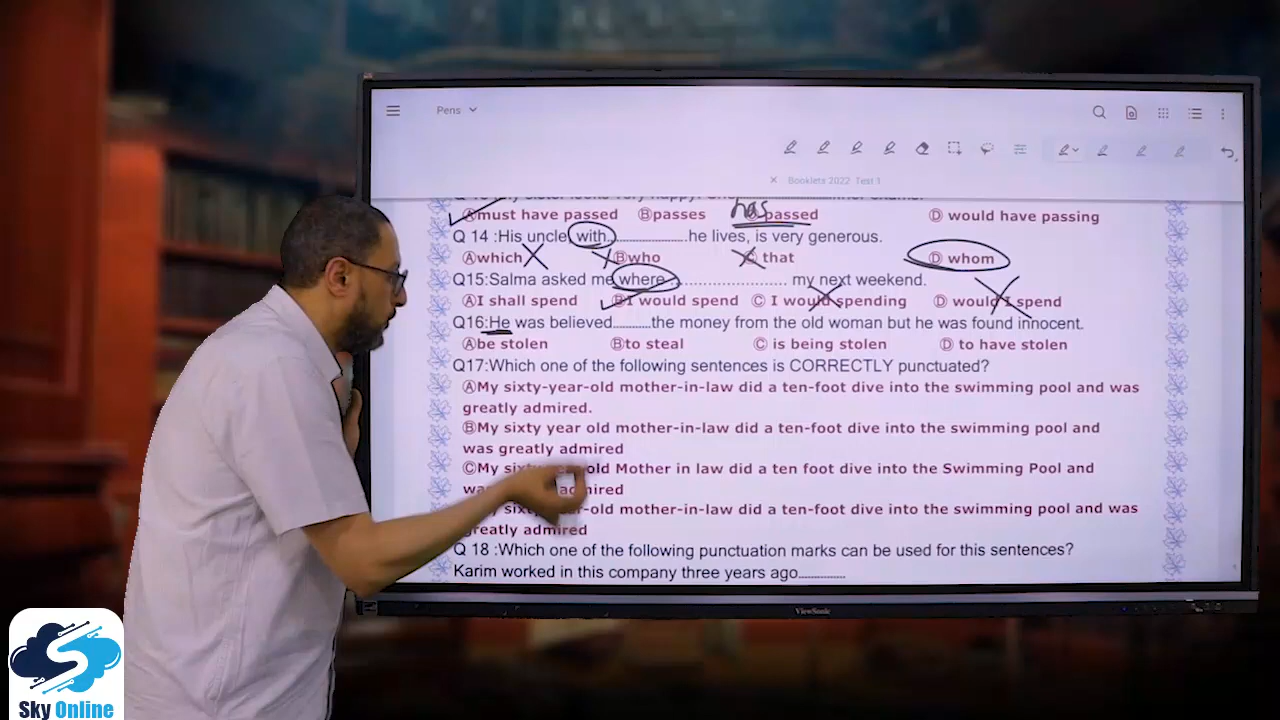 Pens
Booklets 2022 Test 1
has
Ⓐmust have passed Ⓑpasses passed Ⓓ would have passing
Q 14 :His uncle, with......................he lives, is very generous.
Ⓐwhich Ⓑwho Ⓒ that Ⓓ whom
Q15:Salma asked me where .......................... my next weekend.
ⒶI shall spend ⒷI would spend Ⓒ I would spending Ⓓ would I spend
Q16:He was believed............the money from the old woman but he was found innocent.
Ⓐbe stolen Ⓑto steal Ⓒ is being stolen Ⓓ to have stolen
Q17:Which one of the following sentences is CORRECTLY punctuated?
ⒶMy sixty-year-old mother-in-law did a ten-foot dive into the swimming pool and was
greatly admired.
ⒷMy sixty year old mother-in-law did a ten-foot dive into the swimming pool and
was greatly admired
ⒸMy old Mother in law did a ten foot dive into the Swimming Pool and
admired
-old mother-in-law did a ten-foot dive into the swimming pool and was
greatly admired
Q 18 :Which one of the following punctuation marks can be used for this sentences?
Karim worked in this company three years ago..............
ViewSonic
Sky Online